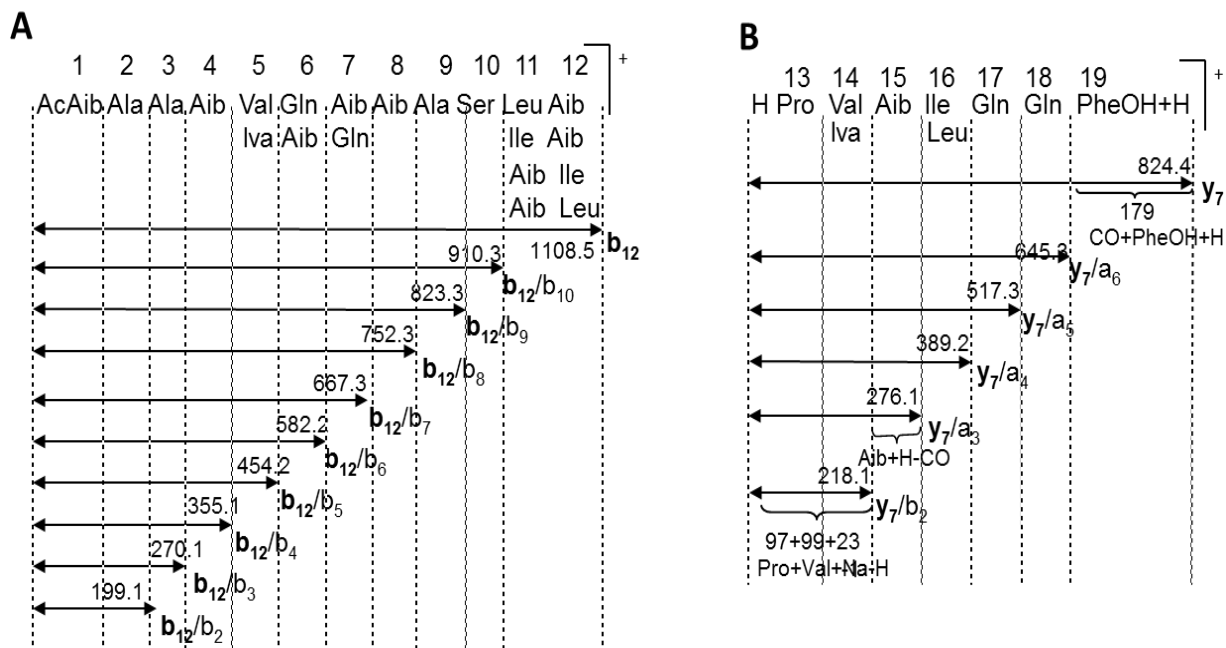 A
1 2 3 4 5 6 7 8 9 10 11 12 +
AcAib Ala Ala Aib Val Gln Aib Aib Ala Ser Leu Aib
Iva Aib Gln Ile Aib
Aib Ile
Aib Leu
1108.5 b12
910.3 b12/b10
823.3 b12/b9
752.3 b12/b8
667.3 b12/b7
582.2 b12/b6
454.2 b12/b5
355.1 b12/b4
270.1 b12/b3
199.1 b12/b2
B
13 14 15 16 17 18 19 +
H Pro Val Aib Ile Gln Gln PheOH+H
Iva Leu
824.4 y7
179
CO+PheOH+H
645.3 y7/a6
517.3 y7/a5
389.2 y7/a4
276.1 y7/a3
Aib+H-CO
218.1 y7/b2
97+99+23
Pro+Val+Na-H